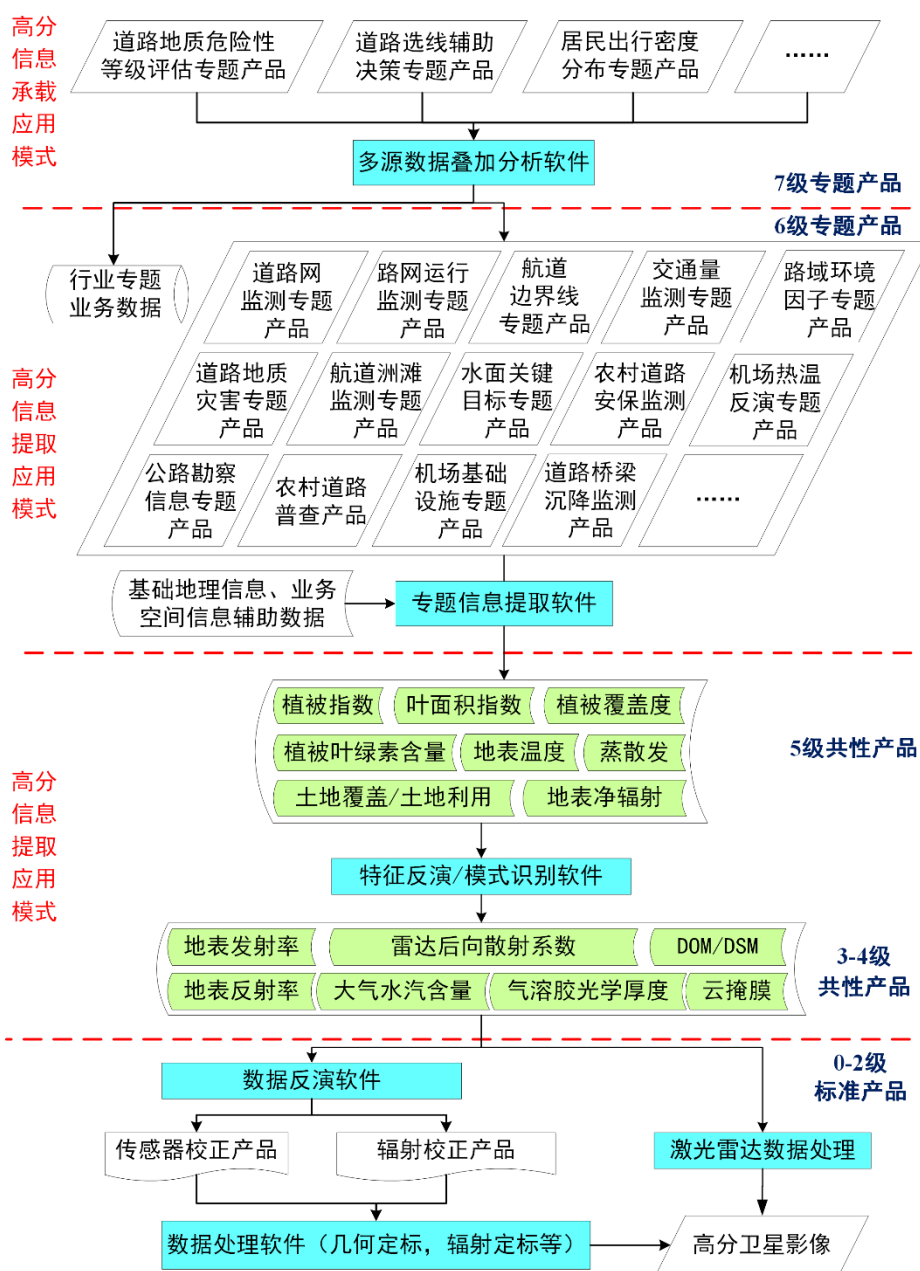 高分
信息
承载
应用
模式
道路地质危险性
等级评估专题产品
道路选线辅助
决策专题产品
居民出行密度
分布专题产品
……
多源数据叠加分析软件
7级专题产品
6级专题产品
行业专题
业务数据
道路网
监测专题
产品
路网运行
监测专题
产品
航道
边界线
专题产品
交通量
监测专题
产品
路域环境
因子专题
产品
高分
信息
提取
应用
模式
道路地质
灾害专题
产品
航道洲滩
监测专题
产品
水面关键
目标专题
产品
农村道路
安保监测
产品
机场热温
反演专题
产品
公路勘察
信息专题
产品
农村道路
普查产品
机场基础
设施专题
产品
道路桥梁
沉降监测
产品
……
基础地理信息、业务
空间信息辅助数据
专题信息提取软件
植被指数
叶面积指数
植被覆盖度
植被叶绿素含量
地表温度
蒸散发
土地覆盖/土地利用
地表净辐射
5级共性产品
高分
信息
提取
应用
模式
特征反演/模式识别软件
地表发射率
雷达后向散射系数
DOM/DSM
地表反射率
大气水汽含量
气溶胶光学厚度
云掩膜
3-4级
共性产品
0-2级
标准产品
数据反演软件
传感器校正产品
辐射校正产品
激光雷达数据处理
数据处理软件（几何定标，辐射定标等）
高分卫星影像